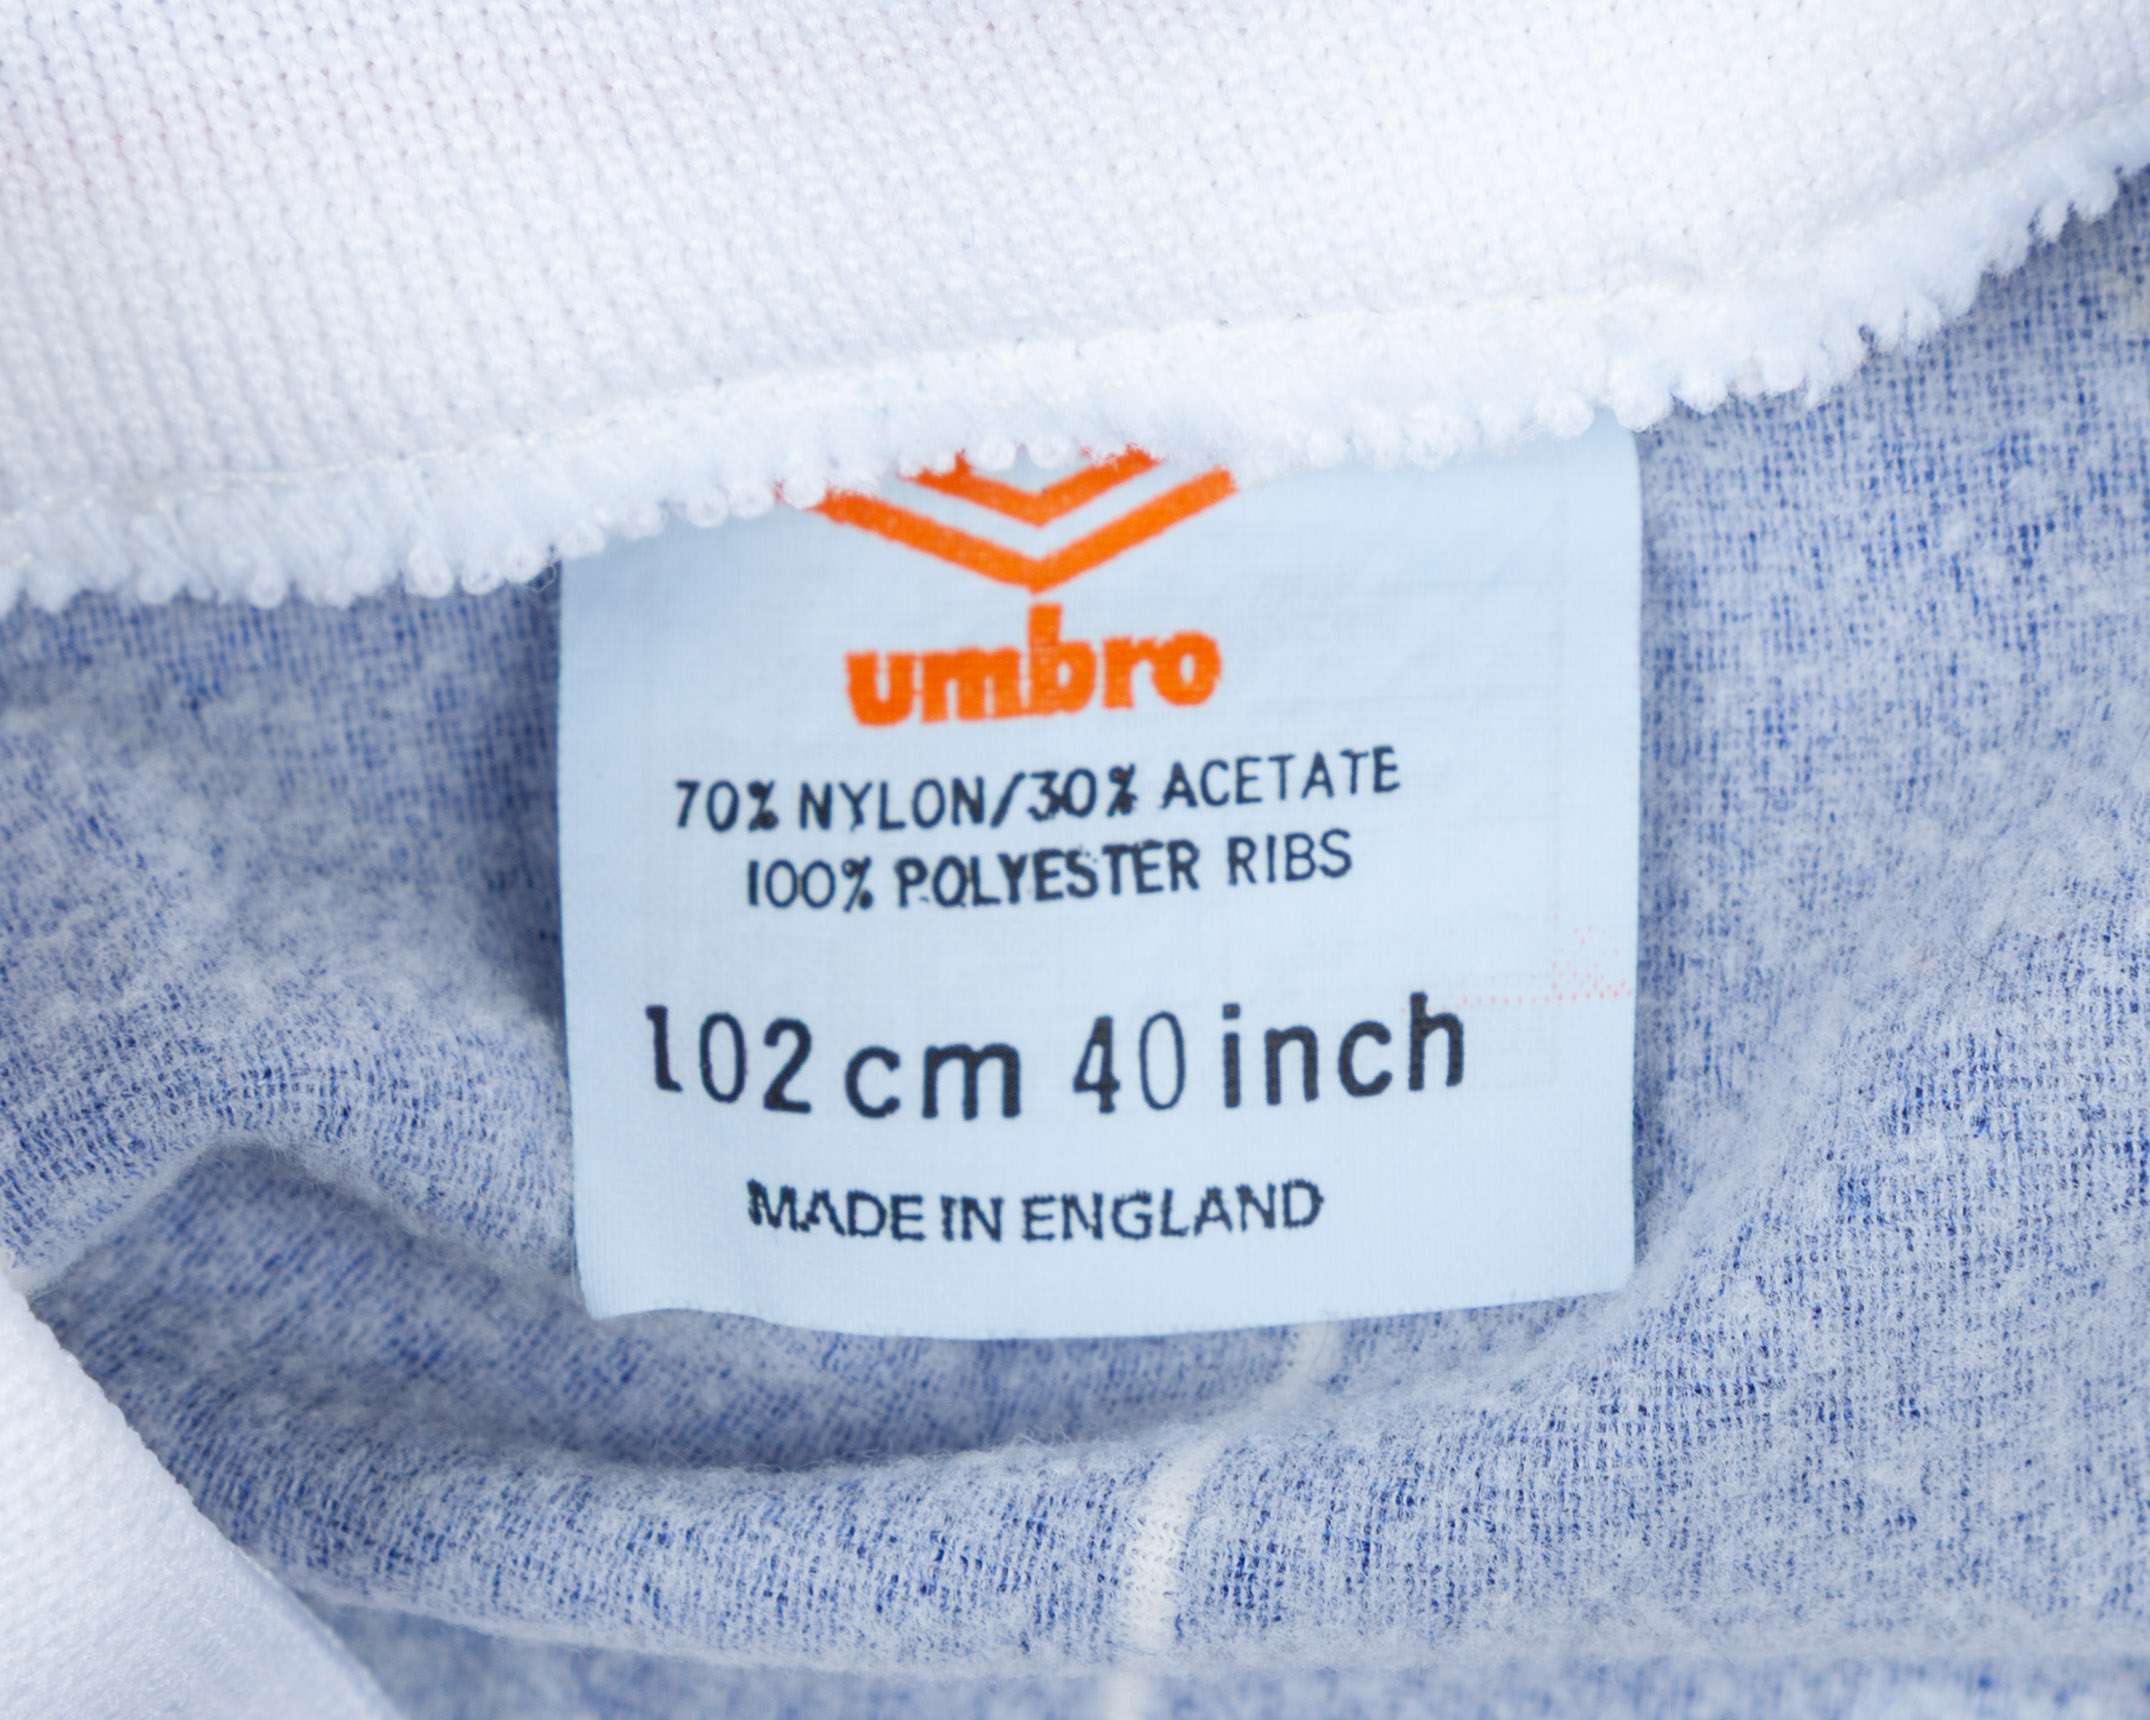 umbro
70% NYLON/30% ACETATE
100% POLYESTER RIBS
102 cm 40 inch
MADE IN ENGLAND